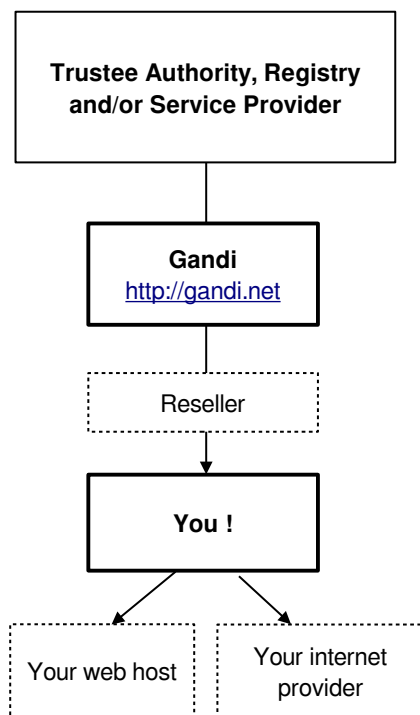 Trustee Authority, Registry
and/or Service Provider
Gandi
http://gandi.net
Reseller
You !
Your web host
Your internet
provider